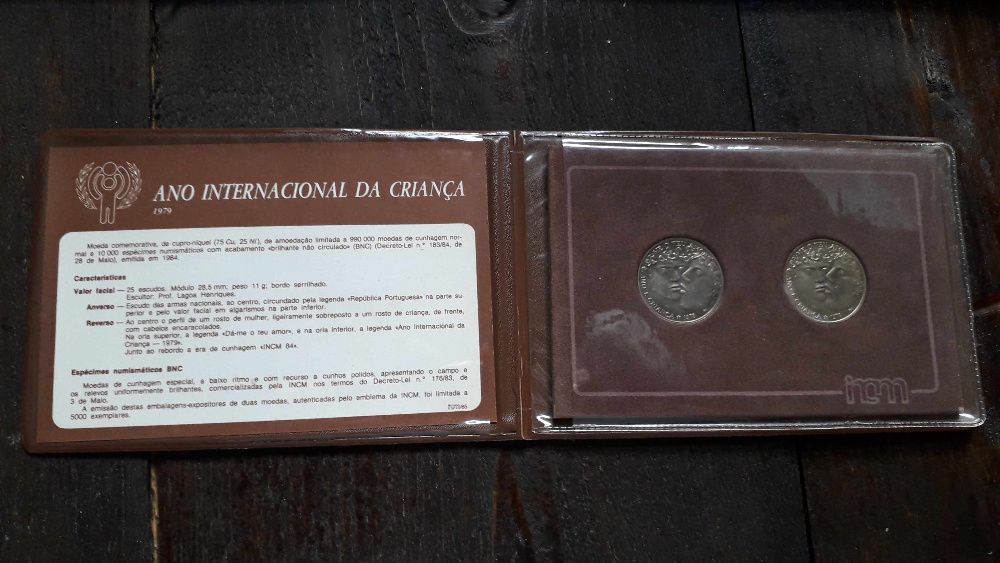 ANO INTERNACIONAL DA CRIANÇA
1979
Moeda comemorativa, de cupro-níquel (75 Cu, 25 Ni), de amoedação limitada a 990 000 moedas de cunhagem nor-
mal e 10 000 espécimes numismáticos com acabamento «brilhante não circulado» (BNC) (Decreto-Lei n.º 183/84, de
28 de Maio), emitida em 1984.
Características
Valor facial — 25 escudos. Módulo 28,5 mm; peso 11 g; bordo serrilhado.
Escultor: Prof. Lagoa Henriques.
Anverso — Escudo das armas nacionais, ao centro, circundado pela legenda «República Portuguesa» na parte su-
perior e pelo valor facial em algarismos na parte inferior.
Reverso — Ao centro o perfil de um rosto de mulher, ligeiramente sobreposto a um rosto de criança, de frente,
com cabelos encaracolados.
Na orla superior, a legenda «Dá-me o teu amor», e na orla inferior, a legenda «Ano Internacional da
Criança — 1979».
Junto ao rebordo a era de cunhagem «INCM 84».
Espécimes numismáticos BNC
Moedas de cunhagem especial, a baixo ritmo e com recurso a cunhos polidos, apresentando o campo e
os relevos uniformemente brilhantes, comercializadas pela INCM nos termos do Decreto-Lei n.º 176/83, de
3 de Maio.
A emissão destas embalagens-expositores de duas moedas, autenticadas pelo emblema da INCM, foi limitada a
5000 exemplares.
incm